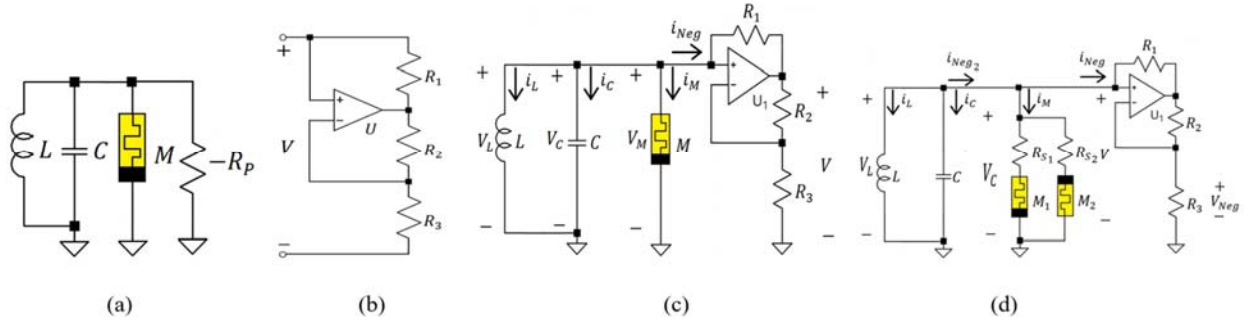 L C M −R_P
(a)
+
R_1
+
−
U
V
R_2
R_3
−
(b)
R_1
i_Neg
+ + + +
−
U_1
i_L i_C i_M
R_2
+
V_L L V_C C V_M M
V
R_3
− − − −
(c)
R_1
i_Neg_2 i_Neg
i_L i_C i_M
+
−
U_1
+ + +
R_2
R_S_1 R_S_2 V
V_L L C V_C
M_1 M_2
R_3
+
V_Neg
−
− − −
(d)